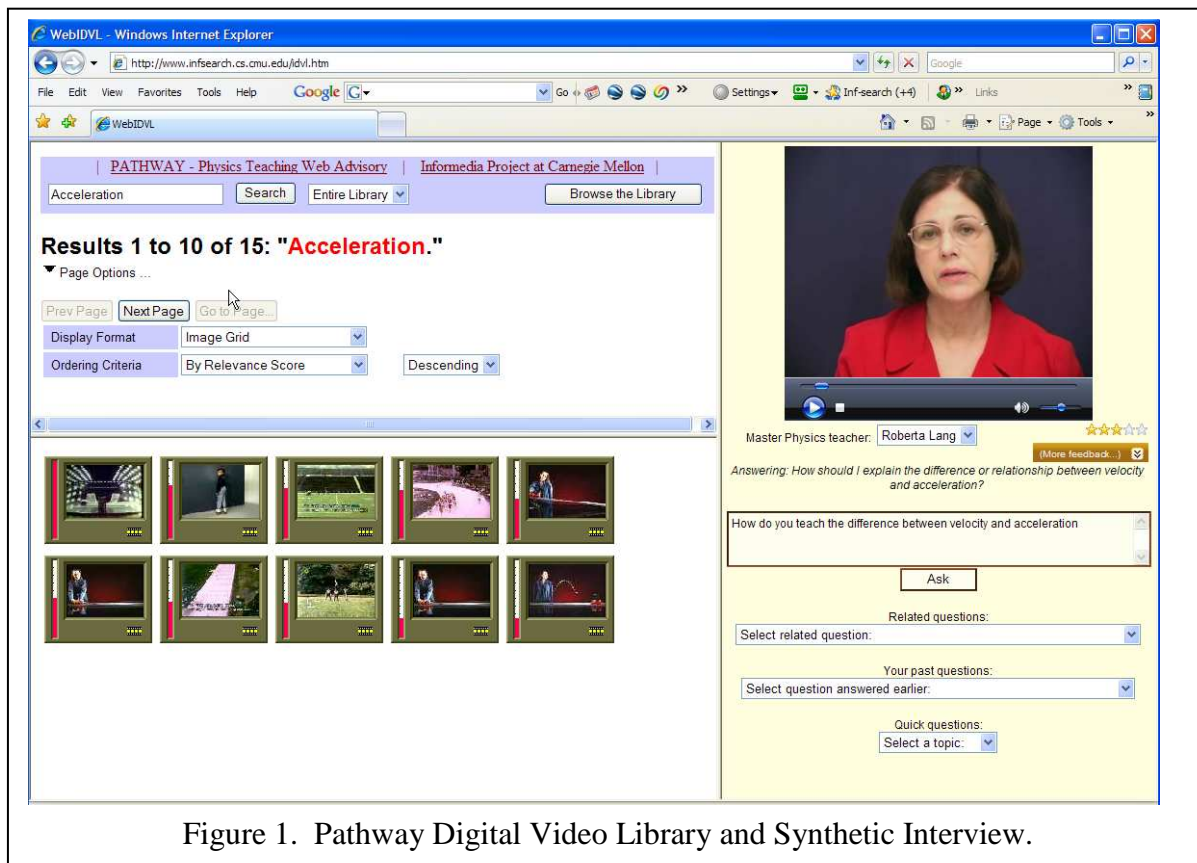 WebIDVL - Windows Internet Explorer
http://www.infsearch.cs.cmu.edu/idvl.htm
Google
File Edit View Favorites Tools Help Google G Go Settings Inf-search (+4) » Links »
WebIDVL Page Tools »
| PATHWAY - Physics Teaching Web Advisory | Informedia Project at Carnegie Mellon |
Acceleration Search Entire Library Browse the Library
Results 1 to 10 of 15: "Acceleration."
Page Options ...
Prev Page Next Page Go to Page...
Display Format Image Grid
Ordering Criteria By Relevance Score Descending
Master Physics teacher: Roberta Lang
(More feedback...)
Answering: How should I explain the difference or relationship between velocity
and acceleration?
How do you teach the difference between velocity and acceleration
Ask
Related questions:
Select related question:
Your past questions:
Select question answered earlier:
Quick questions:
Select a topic:
Figure 1. Pathway Digital Video Library and Synthetic Interview.